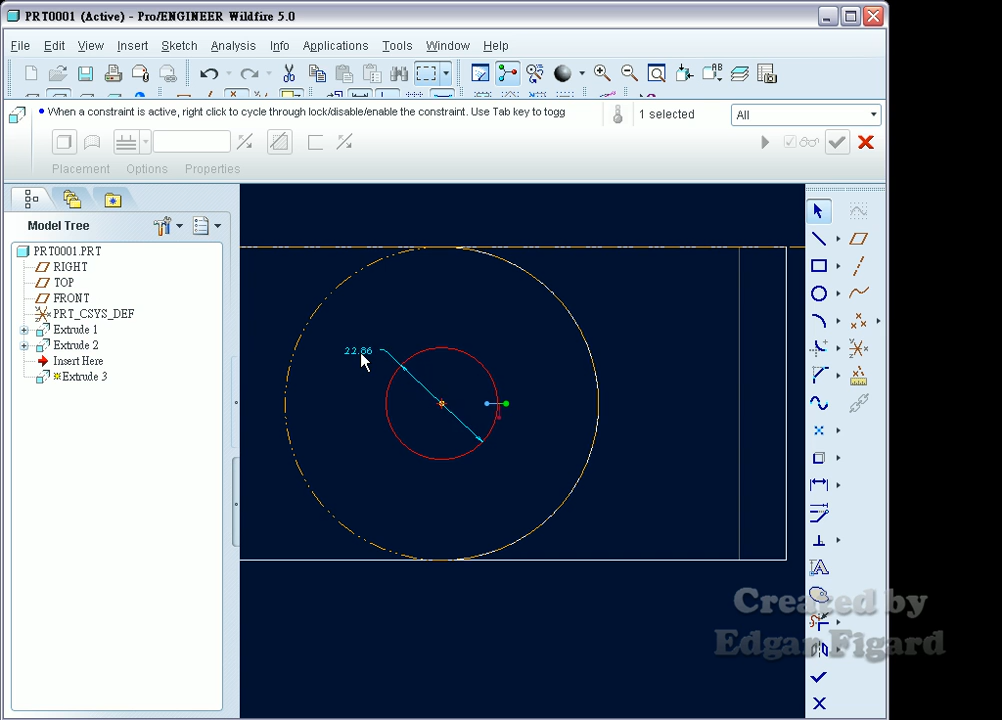 PRT0001 (Active) - Pro/ENGINEER Wildfire 5.0
File Edit View Insert Sketch Analysis Info Applications Tools Window Help
When a constraint is active, right click to cycle through lock/disable/enable the constraint. Use Tab key to togg
1 selected
All
Placement Options Properties
Model Tree
PRT0001.PRT
RIGHT
TOP
FRONT
PRT_CSYS_DEF
Extrude 1
Extrude 2
Insert Here
Extrude 3
22.86
Created by
Edgar Figard